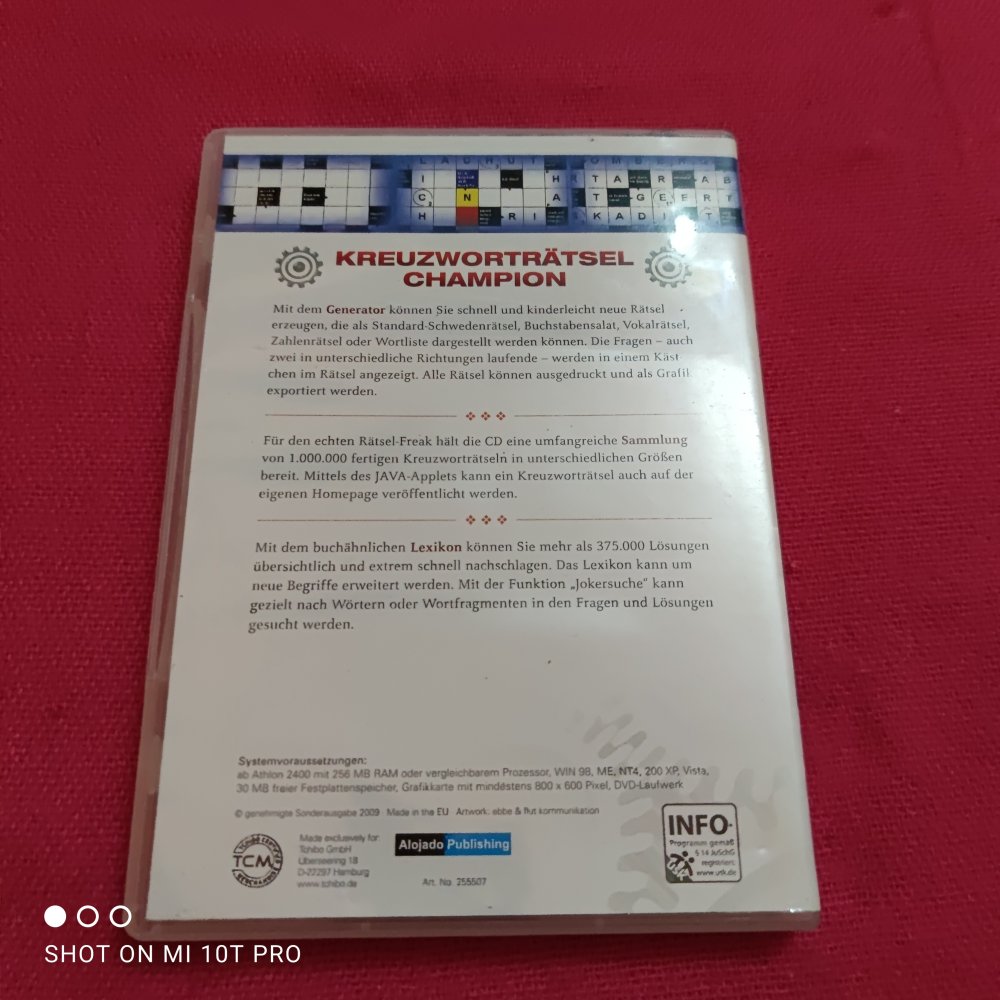 LACHUT
OMBERG
I
H
TA
R
AB
C
N
A
T
GE
ER
F
CH
RI
KADI
T
KREUZWORTRÄTSEL
CHAMPION
Mit dem Generator können Sie schnell und kinderleicht neue Rätsel
erzeugen, die als Standard-Schwedenrätsel, Buchstabensalat, Vokalrätsel,
Zahlenrätsel oder Wortliste dargestellt werden können. Die Fragen – auch
zwei in unterschiedliche Richtungen laufende – werden in einem Käst
chen im Rätsel angezeigt. Alle Rätsel können ausgedruckt und als Grafik
exportiert werden.
Für den echten Rätsel-Freak hält die CD eine umfangreiche Sammlung
von 1.000.000 fertigen Kreuzworträtseln in unterschiedlichen Größen
bereit. Mittels des JAVA-Applets kann ein Kreuzworträtsel auch auf der
eigenen Homepage veröffentlicht werden.
Mit dem buchähnlichen Lexikon können Sie mehr als 375.000 Lösungen
übersichtlich und extrem schnell nachschlagen. Das Lexikon kann um
neue Begriffe erweitert werden. Mit der Funktion „Jokersuche“ kann
gezielt nach Wörtern oder Wortfragmenten in den Fragen und Lösungen
gesucht werden.
Systemvoraussetzungen:
ab Athlon 2400 mit 256 MB RAM oder vergleichbarem Prozessor, WIN 98, ME, NT4, 200 XP, Vista,
30 MB freier Festplattenspeicher, Grafikkarte mit mindestens 800 x 600 Pixel, DVD-Laufwerk
© genehmigte Sonderausgabe 2009 · Made in the EU · Artwork: ebbe & flut kommunikation
TCM
Made exclusively for:
Tchibo GmbH
Überseering 18
D-22297 Hamburg
www.tchibo.de
Alojado Publishing
Art. No. 255507
INFO-
Programm gemäß
§ 14 JuSchG
registriert
www.usk.de
SHOT ON MI 10T PRO